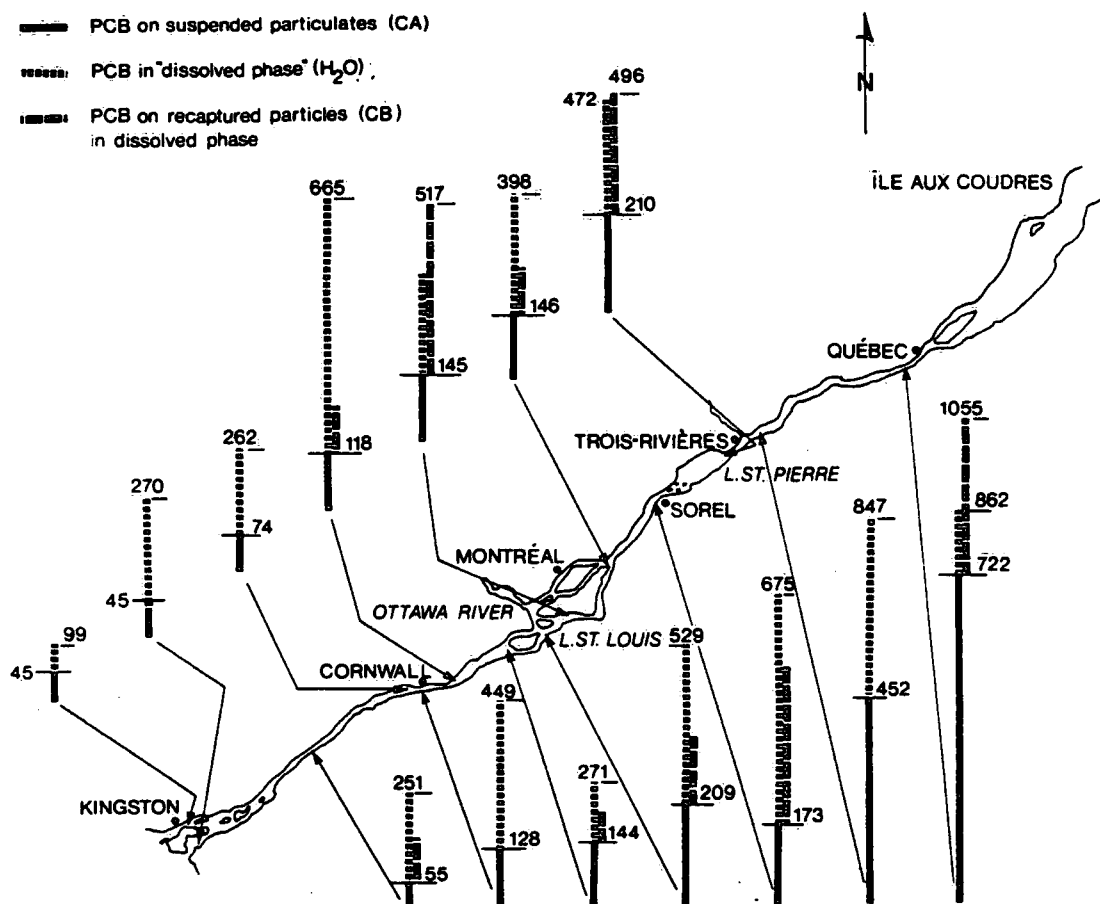 PCB on suspended particulates (CA)
PCB in "dissolved phase" (H2O)
PCB on recaptured particles (CB)
in dissolved phase
N
496
472
210
ÎLE AUX COUDRES
665
517
398
118
145
146
QUÉBEC
262
74
270
45
99
45
TROIS-RIVIÈRES
L.ST. PIERRE
SOREL
MONTRÉAL
OTTAWA RIVER
L.ST. LOUIS
CORNWALL
KINGSTON
251
55
449
128
271
144
529
209
675
173
847
452
1055
862
722